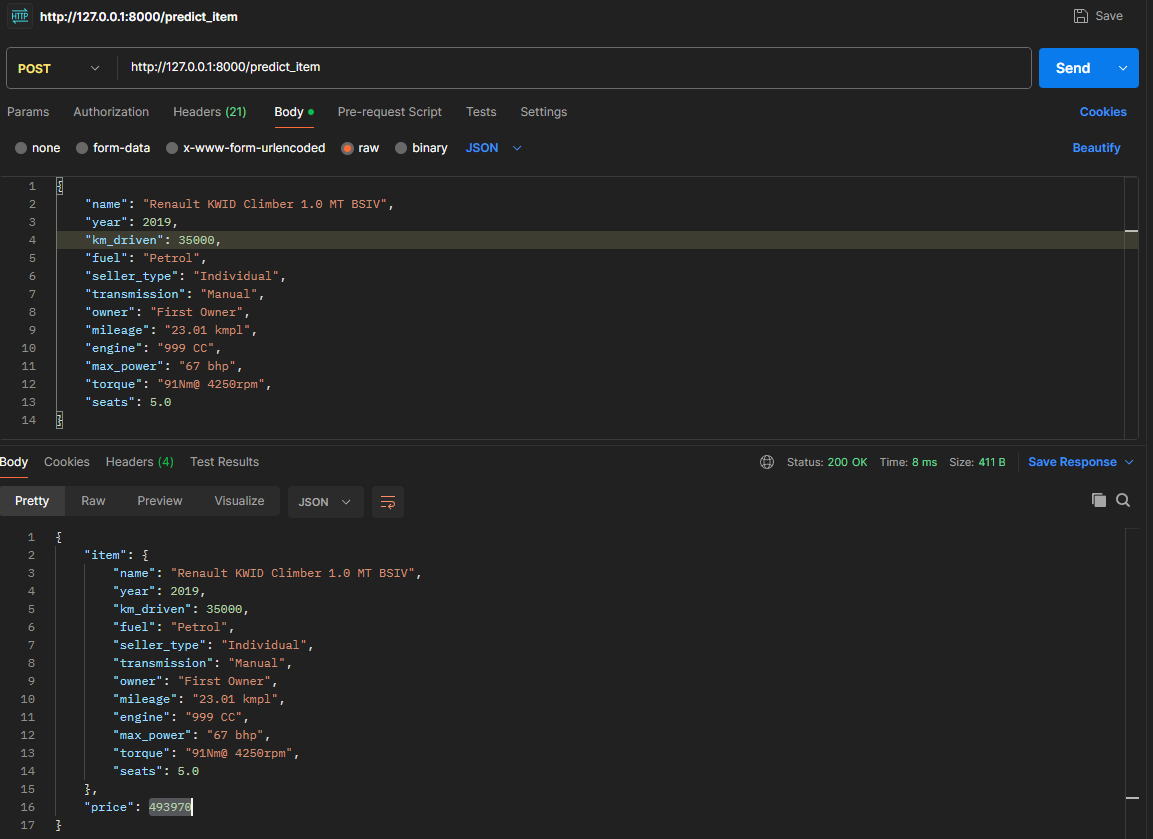 HTTP http://127.0.0.1:8000/predict_item Save
POST http://127.0.0.1:8000/predict_item Send
Params Authorization Headers (21) Body Pre-request Script Tests Settings Cookies
none form-data x-www-form-urlencoded raw binary JSON Beautify
1 {
2 "name": "Renault KWID Climber 1.0 MT BSIV",
3 "year": 2019,
4 "km_driven": 35000,
5 "fuel": "Petrol",
6 "seller_type": "Individual",
7 "transmission": "Manual",
8 "owner": "First Owner",
9 "mileage": "23.01 kmpl",
10 "engine": "999 CC",
11 "max_power": "67 bhp",
12 "torque": "91Nm@ 4250rpm",
13 "seats": 5.0
14 }
Body Cookies Headers (4) Test Results Status: 200 OK Time: 8 ms Size: 411 B Save Response
Pretty Raw Preview Visualize JSON
1 {
2 "item": {
3 "name": "Renault KWID Climber 1.0 MT BSIV",
4 "year": 2019,
5 "km_driven": 35000,
6 "fuel": "Petrol",
7 "seller_type": "Individual",
8 "transmission": "Manual",
9 "owner": "First Owner",
10 "mileage": "23.01 kmpl",
11 "engine": "999 CC",
12 "max_power": "67 bhp",
13 "torque": "91Nm@ 4250rpm",
14 "seats": 5.0
15 },
16 "price": 493970
17 }